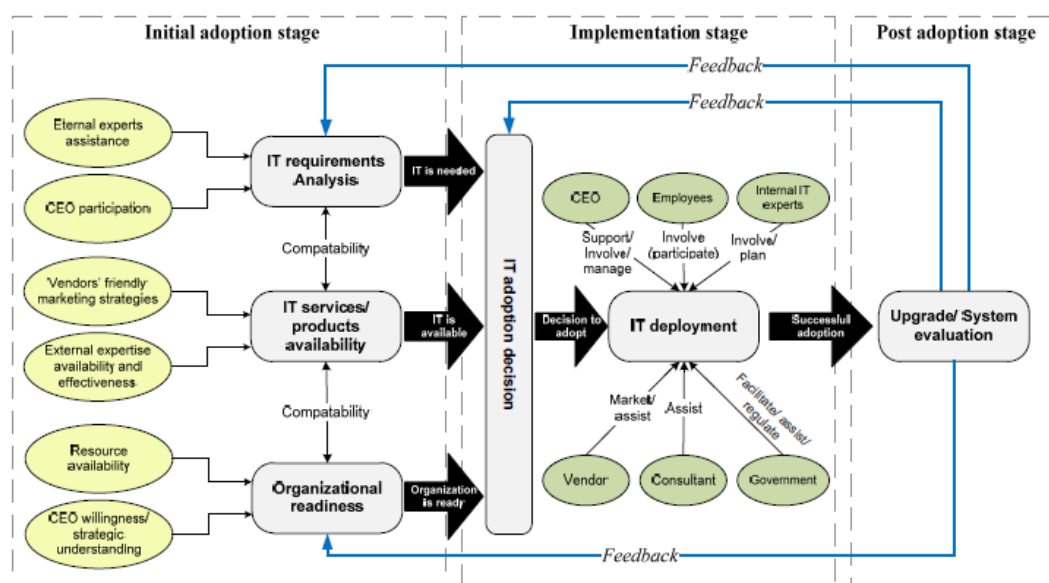 Initial adoption stage
Implementation stage
Post adoption stage
Feedback
Feedback
Eternal experts
assistance
CEO participation
IT requirements
Analysis
IT is needed
Compatability
Vendors' friendly
marketing strategies
External expertise
availability and
effectiveness
IT services/
products
availability
IT is
available
Compatability
Resource
availability
CEO willingness/
strategic
understanding
Organizational
readiness
Organization
is ready
IT adoption decision
Decision to
adopt
CEO
Employees
Internal IT
experts
Support/
Involve/
manage
Involve
(participate)
Involve/
plan
IT deployment
Market/
assist
Assist
Facilitate/ assist/
regulate
Vendor
Consultant
Government
Successfull
adoption
Upgrade/ System
evaluation
Feedback